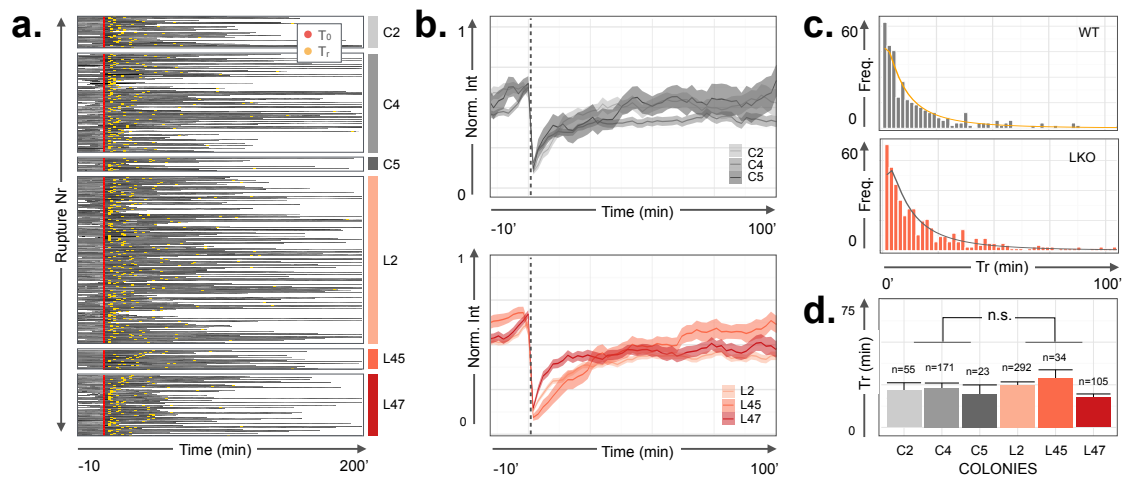 a.
Rupture Nr
T₀
Tᵣ
C2
C4
C5
L2
L45
L47
Time (min)
-10
200'
b.
1
Norm. Int
0
C2
C4
C5
Time (min)
-10'
100'
1
Norm. Int
0
L2
L45
L47
Time (min)
-10'
100'
c.
60
Freq.
0
WT
60
Freq.
0
LKO
Tr (min)
0'
100'
d.
75
Tr (min)
0
n.s.
n=55
n=171
n=23
n=292
n=34
n=105
C2 C4 C5 L2 L45 L47
COLONIES